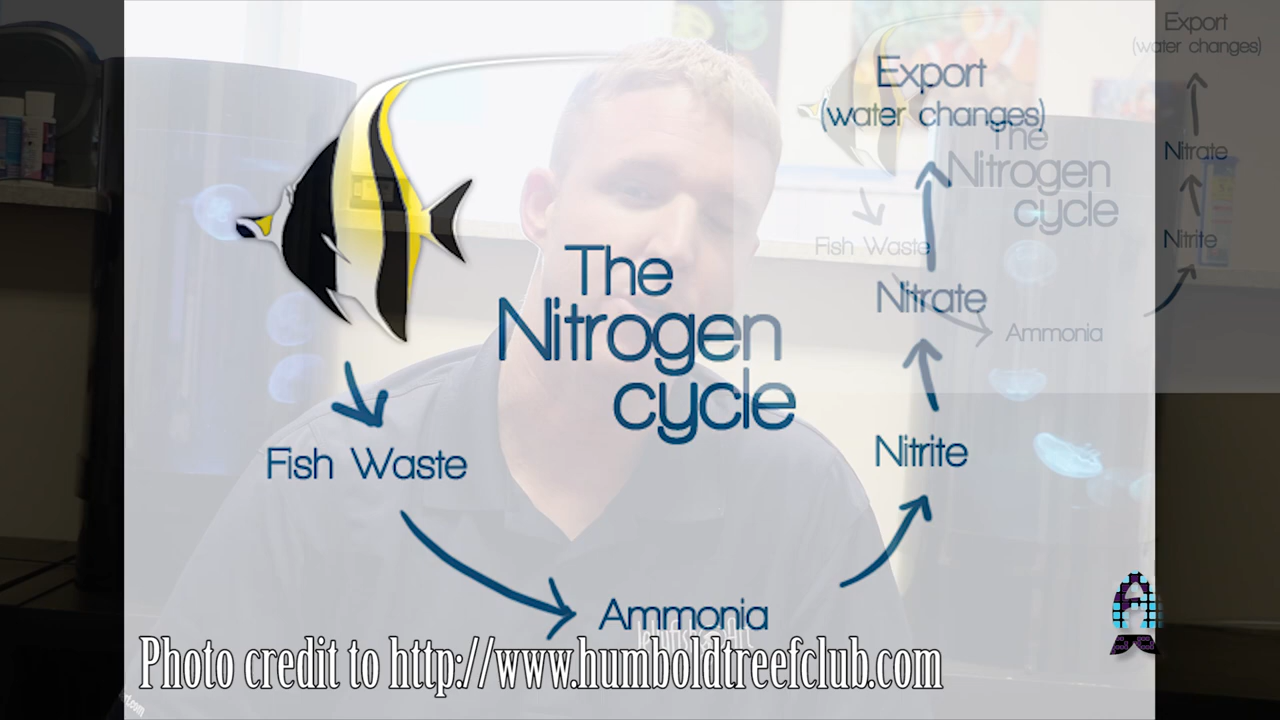 Export
(water changes)
Nitrate
Nitrite
The
Nitrogen
cycle
Fish Waste
Ammonia
Photo credit to http://www.humboldtreefclub.com
Export
(water changes)
The
Nitrogen
cycle
Fish Waste
Ammonia
Nitrate
Nitrite